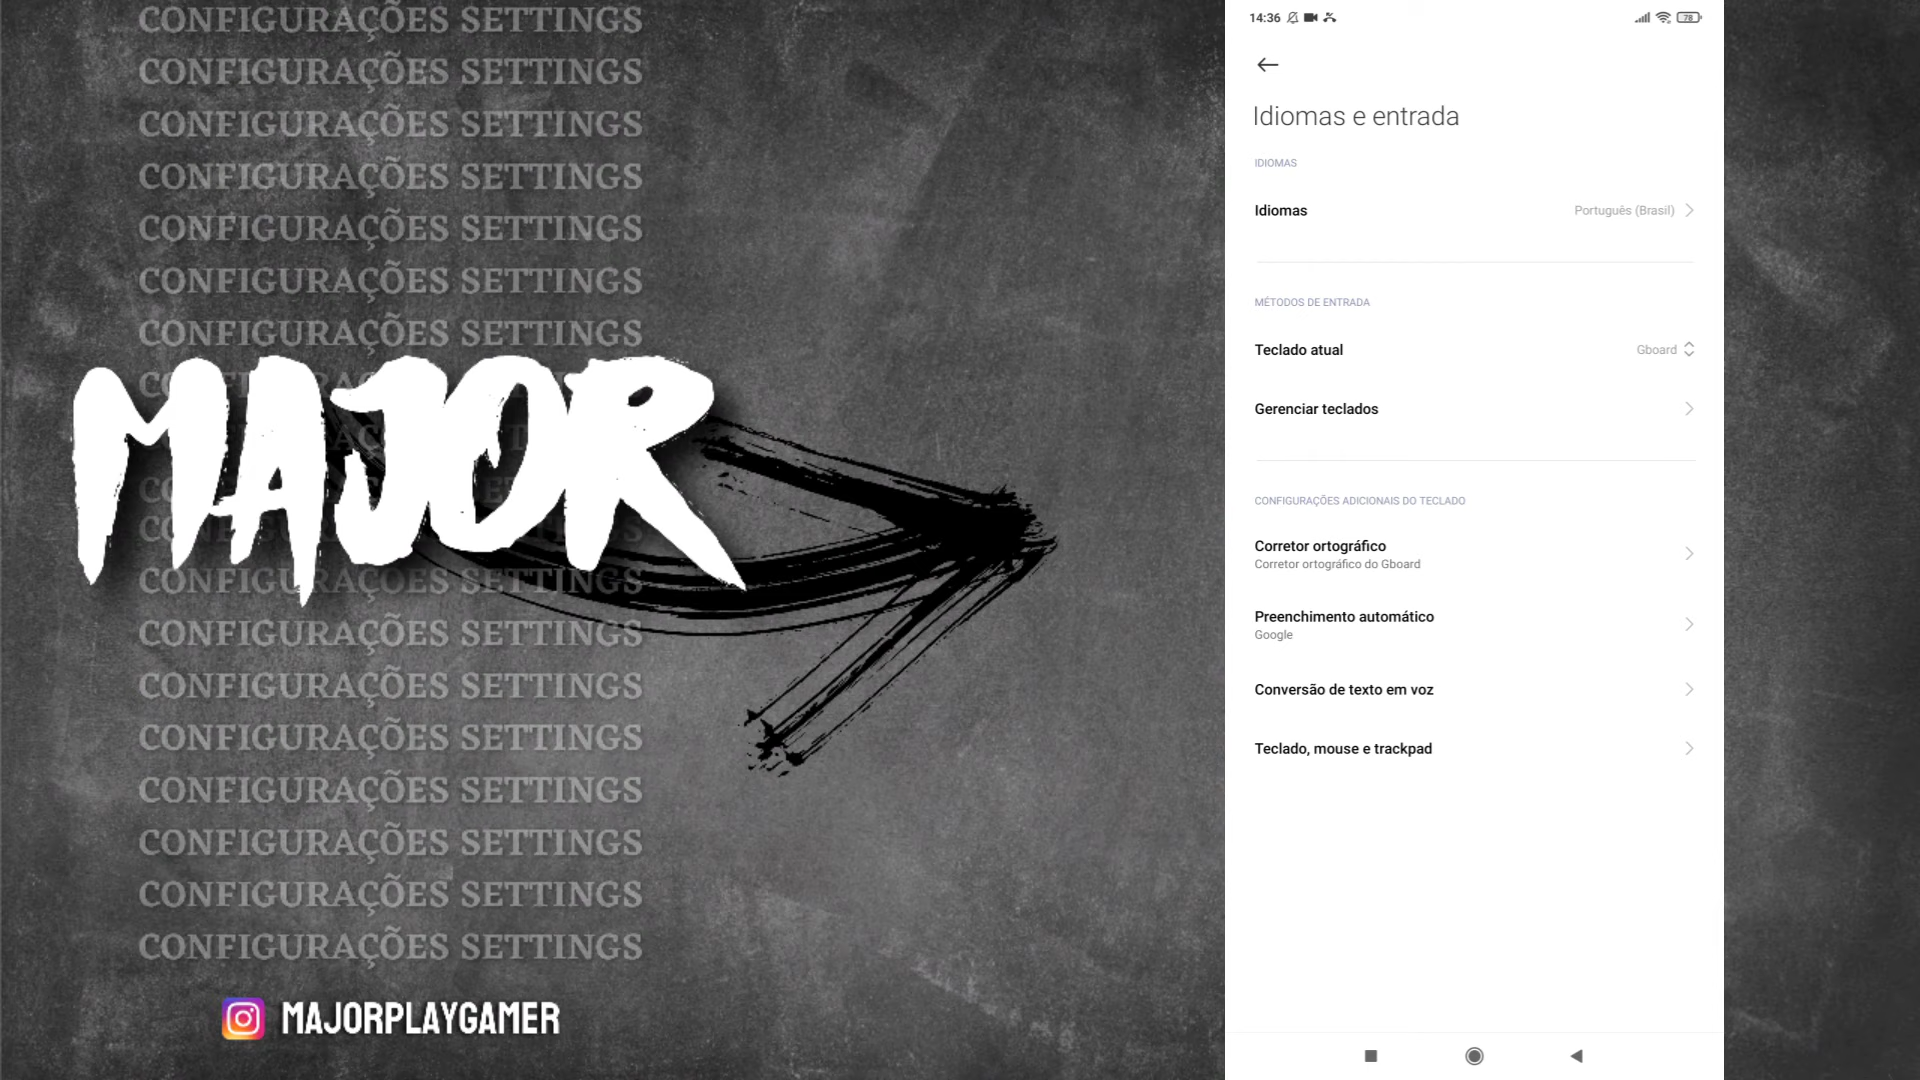 CONFIGURAÇÕES SETTINGS
CONFIGURAÇÕES SETTINGS
CONFIGURAÇÕES SETTINGS
CONFIGURAÇÕES SETTINGS
CONFIGURAÇÕES SETTINGS
CONFIGURAÇÕES SETTINGS
CONFIGURAÇÕES SETTINGS
MAJOR
CONFIGURAÇÕES SETTINGS
CONFIGURAÇÕES SETTINGS
CONFIGURAÇÕES SETTINGS
CONFIGURAÇÕES SETTINGS
CONFIGURAÇÕES SETTINGS
CONFIGURAÇÕES SETTINGS
CONFIGURAÇÕES SETTINGS
CONFIGURAÇÕES SETTINGS
MAJORPLAYGAMER
14:36 78
Idiomas e entrada
IDIOMAS
Idiomas Português (Brasil)
MÉTODOS DE ENTRADA
Teclado atual Gboard
Gerenciar teclados
CONFIGURAÇÕES ADICIONAIS DO TECLADO
Corretor ortográfico
Corretor ortográfico do Gboard
Preenchimento automático
Google
Conversão de texto em voz
Teclado, mouse e trackpad